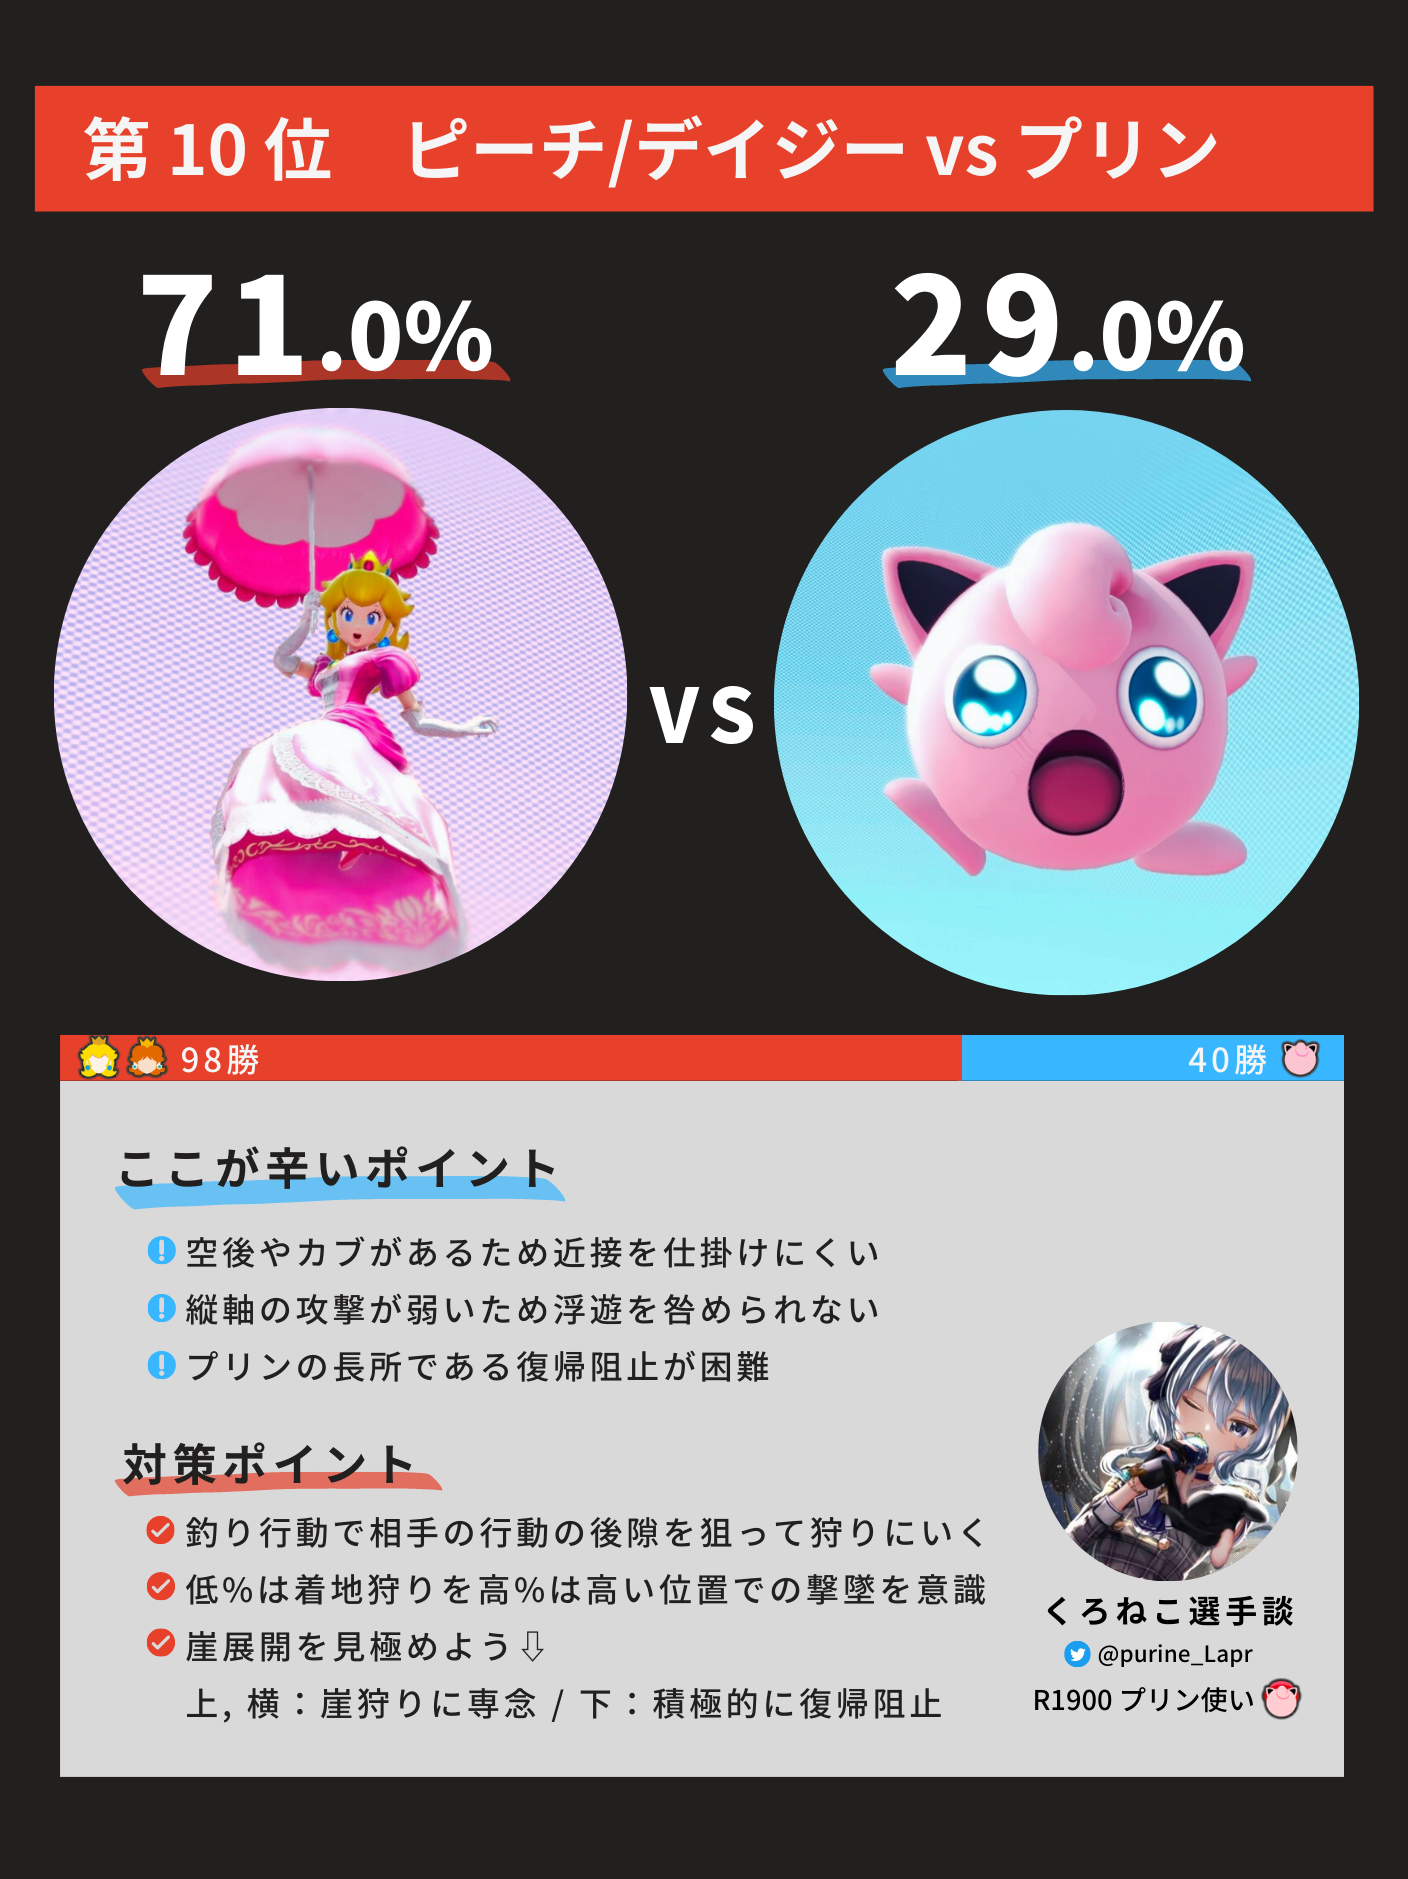 第10位　ピーチ/デイジー vs プリン
71.0%
29.0%
vs
98勝
40勝
ここが辛いポイント
空後やカブがあるため近接を仕掛けにくい
縦軸の攻撃が弱いため浮遊を咎められない
プリンの長所である復帰阻止が困難
対策ポイント
釣り行動で相手の行動の後隙を狙って狩りにいく
低%は着地狩りを高%は高い位置での撃墜を意識
崖展開を見極めよう⇩
上, 横：崖狩りに専念 / 下：積極的に復帰阻止
くろねこ選手談
@purine_Lapr
R1900 プリン使い